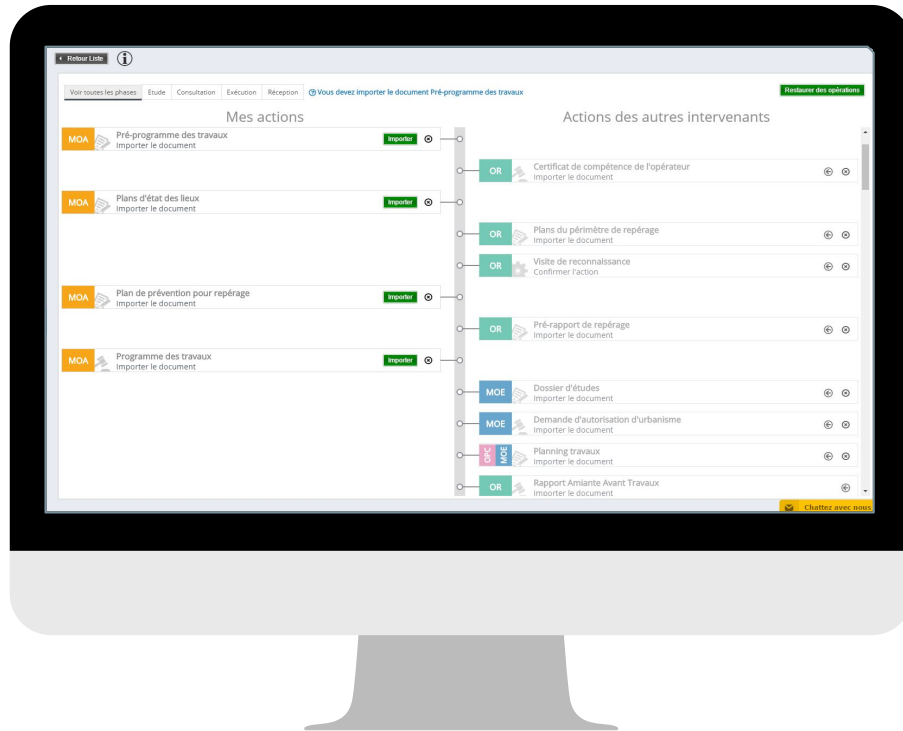 Retour Liste
Voir toutes les phases Etude Consultation Exécution Réception Vous devez importer le document Pré-programme des travaux Restaurer des opérations
Mes actions
Actions des autres intervenants
MOA Pré-programme des travaux Importer
Importer le document
OR Certificat de compétence de l'opérateur
Importer le document
MOA Plans d'état des lieux Importer
Importer le document
OR Plans du périmètre de repérage
Importer le document
OR Visite de reconnaissance
Confirmer l'action
MOA Plan de prévention pour repérage Importer
Importer le document
OR Pré-rapport de repérage
Importer le document
MOA Programme des travaux Importer
Importer le document
MOE Dossier d'études
Importer le document
MOE Demande d'autorisation d'urbanisme
Importer le document
OPC MOE Planning travaux
Importer le document
OR Rapport Amiante Avant Travaux
Importer le document
Chattez avec nous